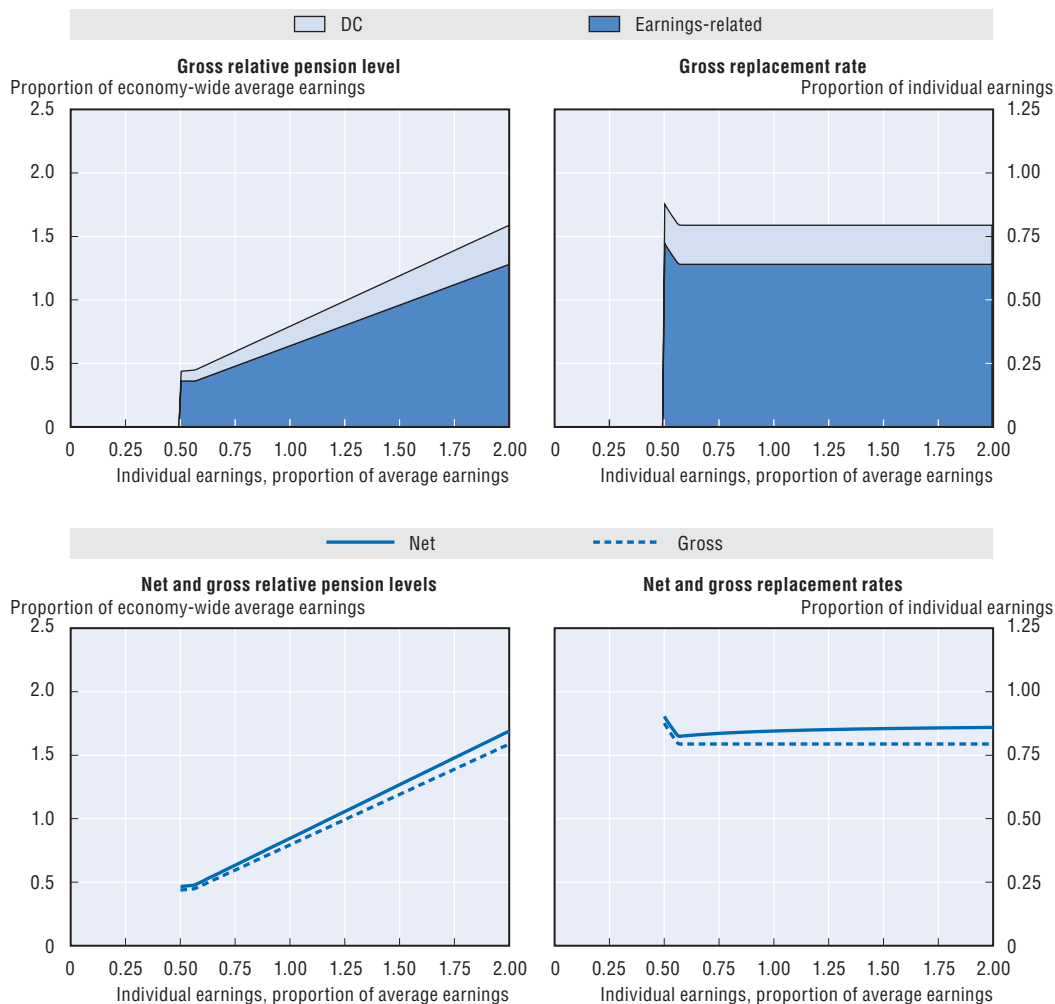 DC Earnings-related
Gross relative pension level
Proportion of economy-wide average earnings
2.5
2.0
1.5
1.0
0.5
0
0 0.25 0.50 0.75 1.00 1.25 1.50 1.75 2.00
Individual earnings, proportion of average earnings
Gross replacement rate
Proportion of individual earnings
1.25
1.00
0.75
0.50
0.25
0
0 0.25 0.50 0.75 1.00 1.25 1.50 1.75 2.00
Individual earnings, proportion of average earnings
Net Gross
Net and gross relative pension levels
Proportion of economy-wide average earnings
2.5
2.0
1.5
1.0
0.5
0
0 0.25 0.50 0.75 1.00 1.25 1.50 1.75 2.00
Individual earnings, proportion of average earnings
Net and gross replacement rates
Proportion of individual earnings
1.25
1.00
0.75
0.50
0.25
0
0 0.25 0.50 0.75 1.00 1.25 1.50 1.75 2.00
Individual earnings, proportion of average earnings